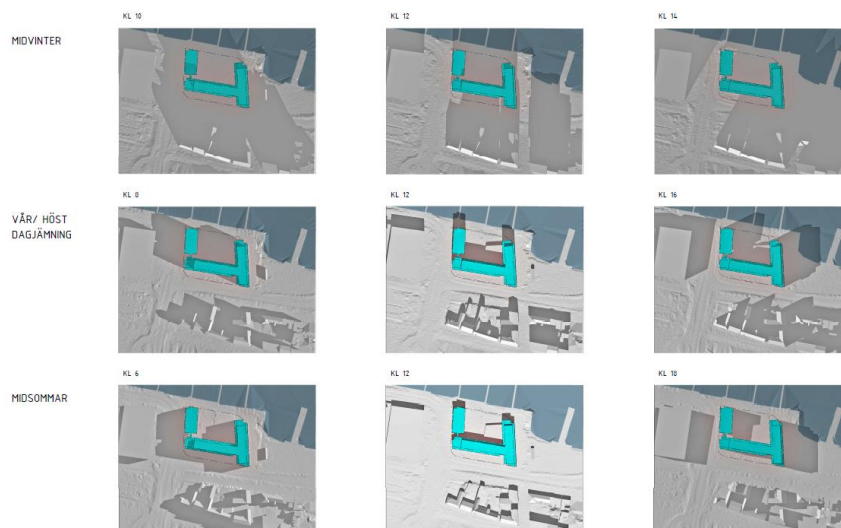 KL 10
KL 12
KL 14
MIDVINTER
KL 8
KL 12
KL 16
VÅR/ HÖST
DAGJÄMNING
KL 6
KL 12
KL 18
MIDSOMMAR